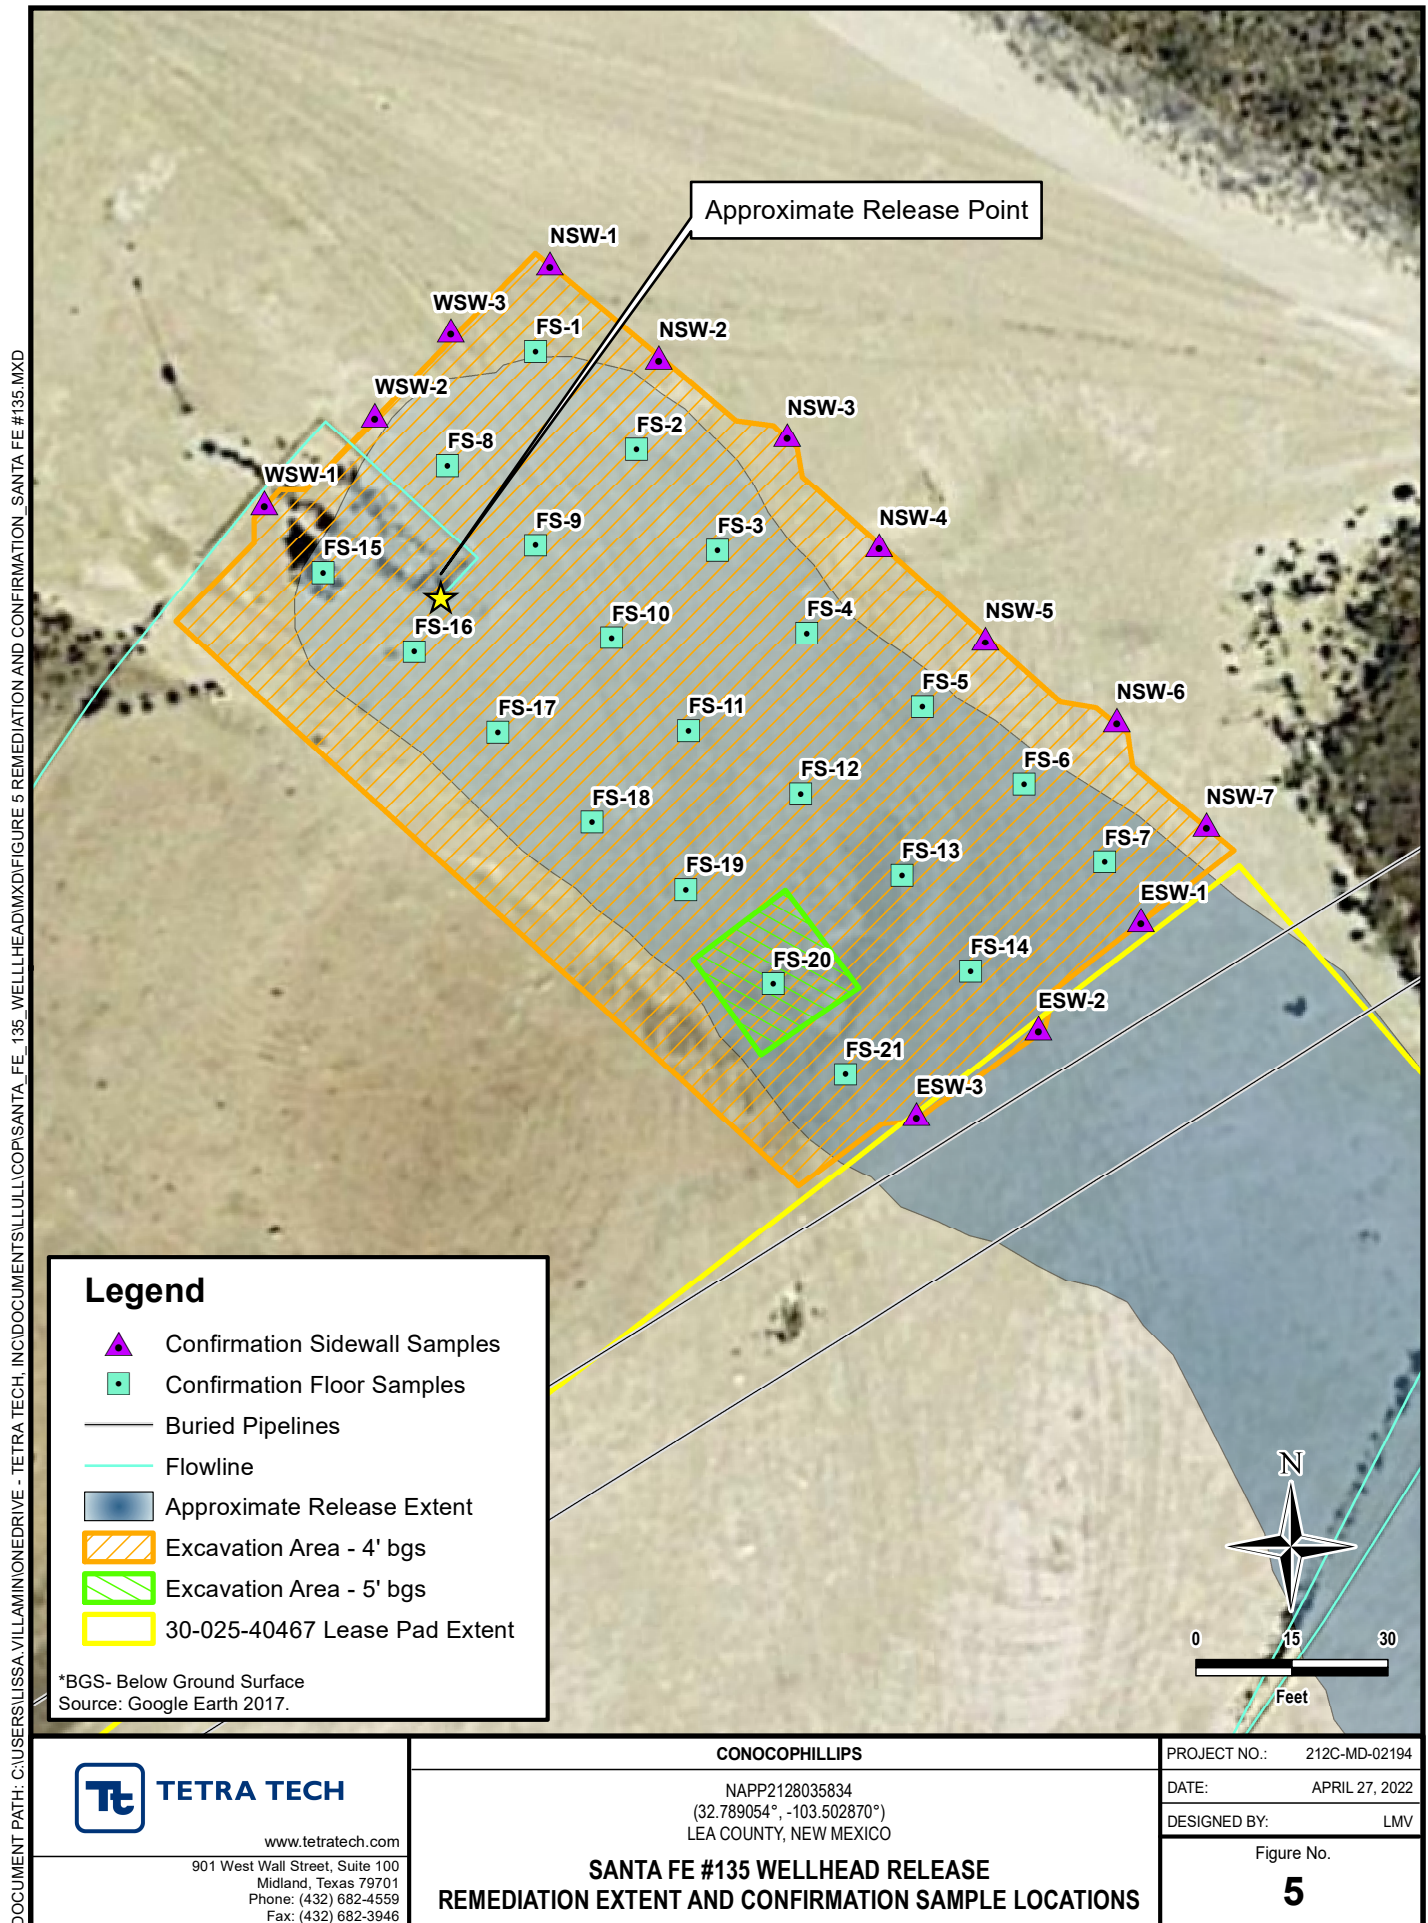 DOCUMENT PATH: C:\USERS\LISSA.VILLAMIN\ONEDRIVE - TETRA TECH, INC\DOCUMENTS\LLULL\COP\SANTA_FE_135_WELLHEAD\MXD\FIGURE 5 REMEDIATION AND CONFIRMATION_SANTA FE #135.MXD
Approximate Release Point
NSW-1
WSW-3
FS-1
NSW-2
WSW-2
NSW-3
FS-2
FS-8
WSW-1
FS-9
FS-3
NSW-4
FS-15
FS-10
FS-4
NSW-5
FS-16
FS-5
NSW-6
FS-17
FS-11
FS-12
FS-6
NSW-7
FS-18
FS-7
FS-19
FS-13
ESW-1
FS-20
FS-14
ESW-2
FS-21
ESW-3
Legend
Confirmation Sidewall Samples
Confirmation Floor Samples
Buried Pipelines
Flowline
Approximate Release Extent
Excavation Area - 4' bgs
Excavation Area - 5' bgs
30-025-40467 Lease Pad Extent
*BGS- Below Ground Surface
Source: Google Earth 2017.
N
0 15 30
Feet
Tt TETRA TECH
www.tetratech.com
901 West Wall Street, Suite 100
Midland, Texas 79701
Phone: (432) 682-4559
Fax: (432) 682-3946
CONOCOPHILLIPS
NAPP2128035834
(32.789054°, -103.502870°)
LEA COUNTY, NEW MEXICO
SANTA FE #135 WELLHEAD RELEASE
REMEDIATION EXTENT AND CONFIRMATION SAMPLE LOCATIONS
PROJECT NO.: 212C-MD-02194
DATE: APRIL 27, 2022
DESIGNED BY: LMV
Figure No.
5